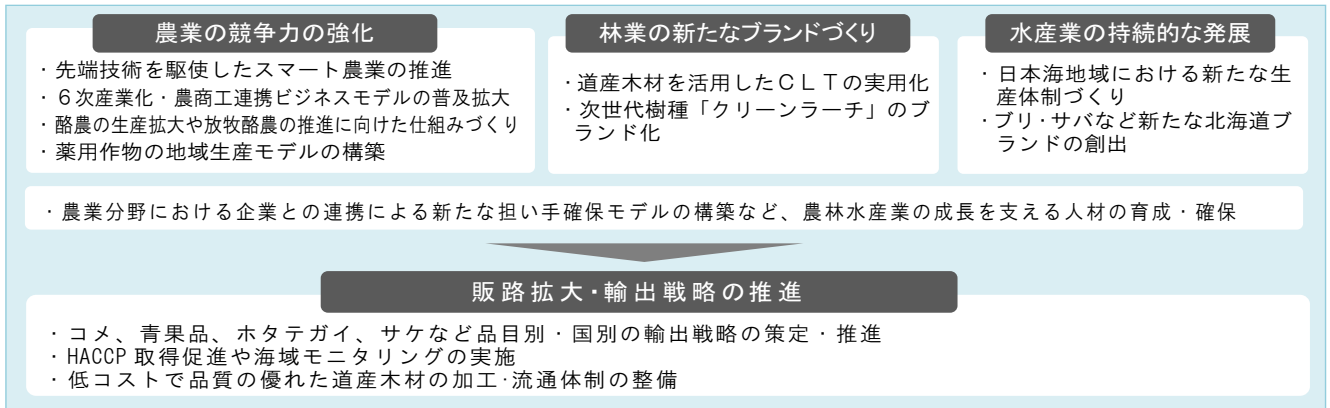 農業の競争力の強化
・先端技術を駆使したスマート農業の推進
・６次産業化・農商工連携ビジネスモデルの普及拡大
・酪農の生産拡大や放牧酪農の推進に向けた仕組みづくり
・薬用作物の地域生産モデルの構築
林業の新たなブランドづくり
・道産木材を活用したＣＬＴの実用化
・次世代樹種「クリーンラーチ」のブ
ランド化
水産業の持続的な発展
・日本海地域における新たな生
産体制づくり
・ブリ・サバなど新たな北海道ブ
ランドの創出
・農業分野における企業との連携による新たな担い手確保モデルの構築など、農林水産業の成長を支える人材の育成・確保
販路拡大・輸出戦略の推進
・コメ、青果品、ホタテガイ、サケなど品目別・国別の輸出戦略の策定・推進
・HACCP 取得促進や海域モニタリングの実施
・低コストで品質の優れた道産木材の加工・流通体制の整備